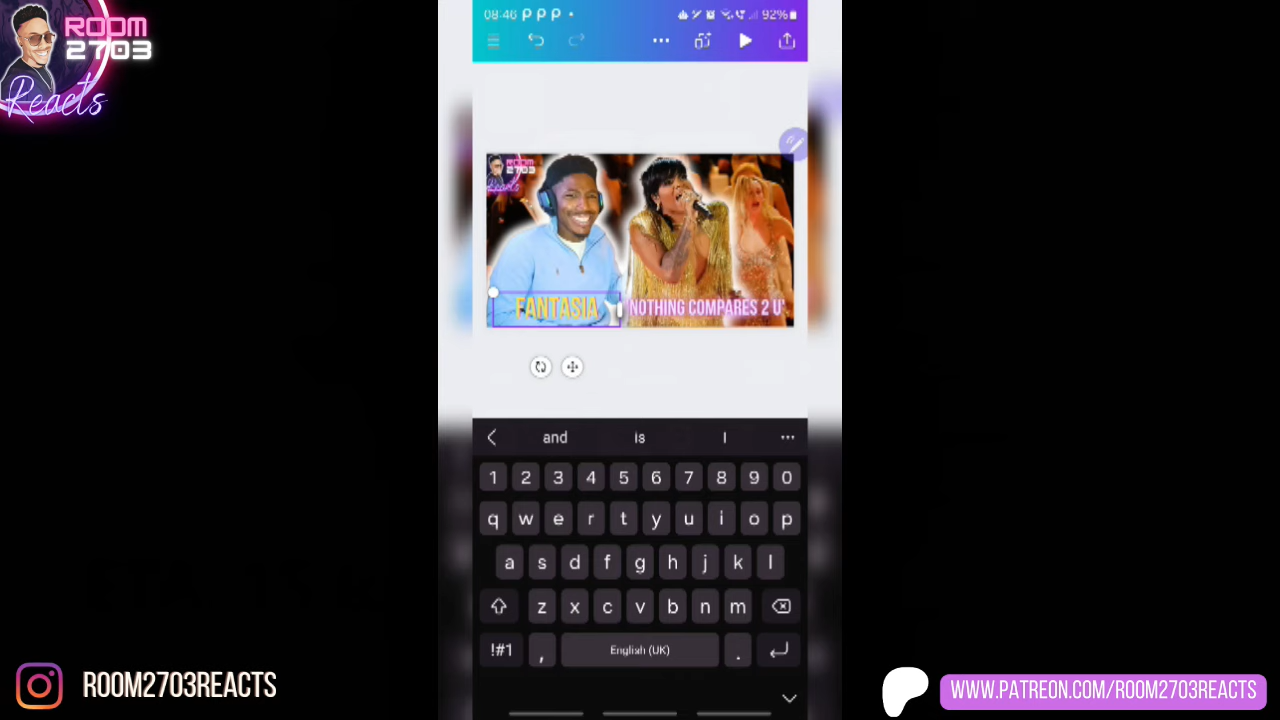 ROOM
2703
Reacts
08:46 P P P
92%
ROOM
2703
Reacts
FANTASIA
NOTHING COMPARES 2 U'
and is I
1 2 3 4 5 6 7 8 9 0
q w e r t y u i o p
a s d f g h j k l
z x c v b n m
!#1 , English (UK) .
ROOM2703REACTS
WWW.PATREON.COM/ROOM2703REACTS